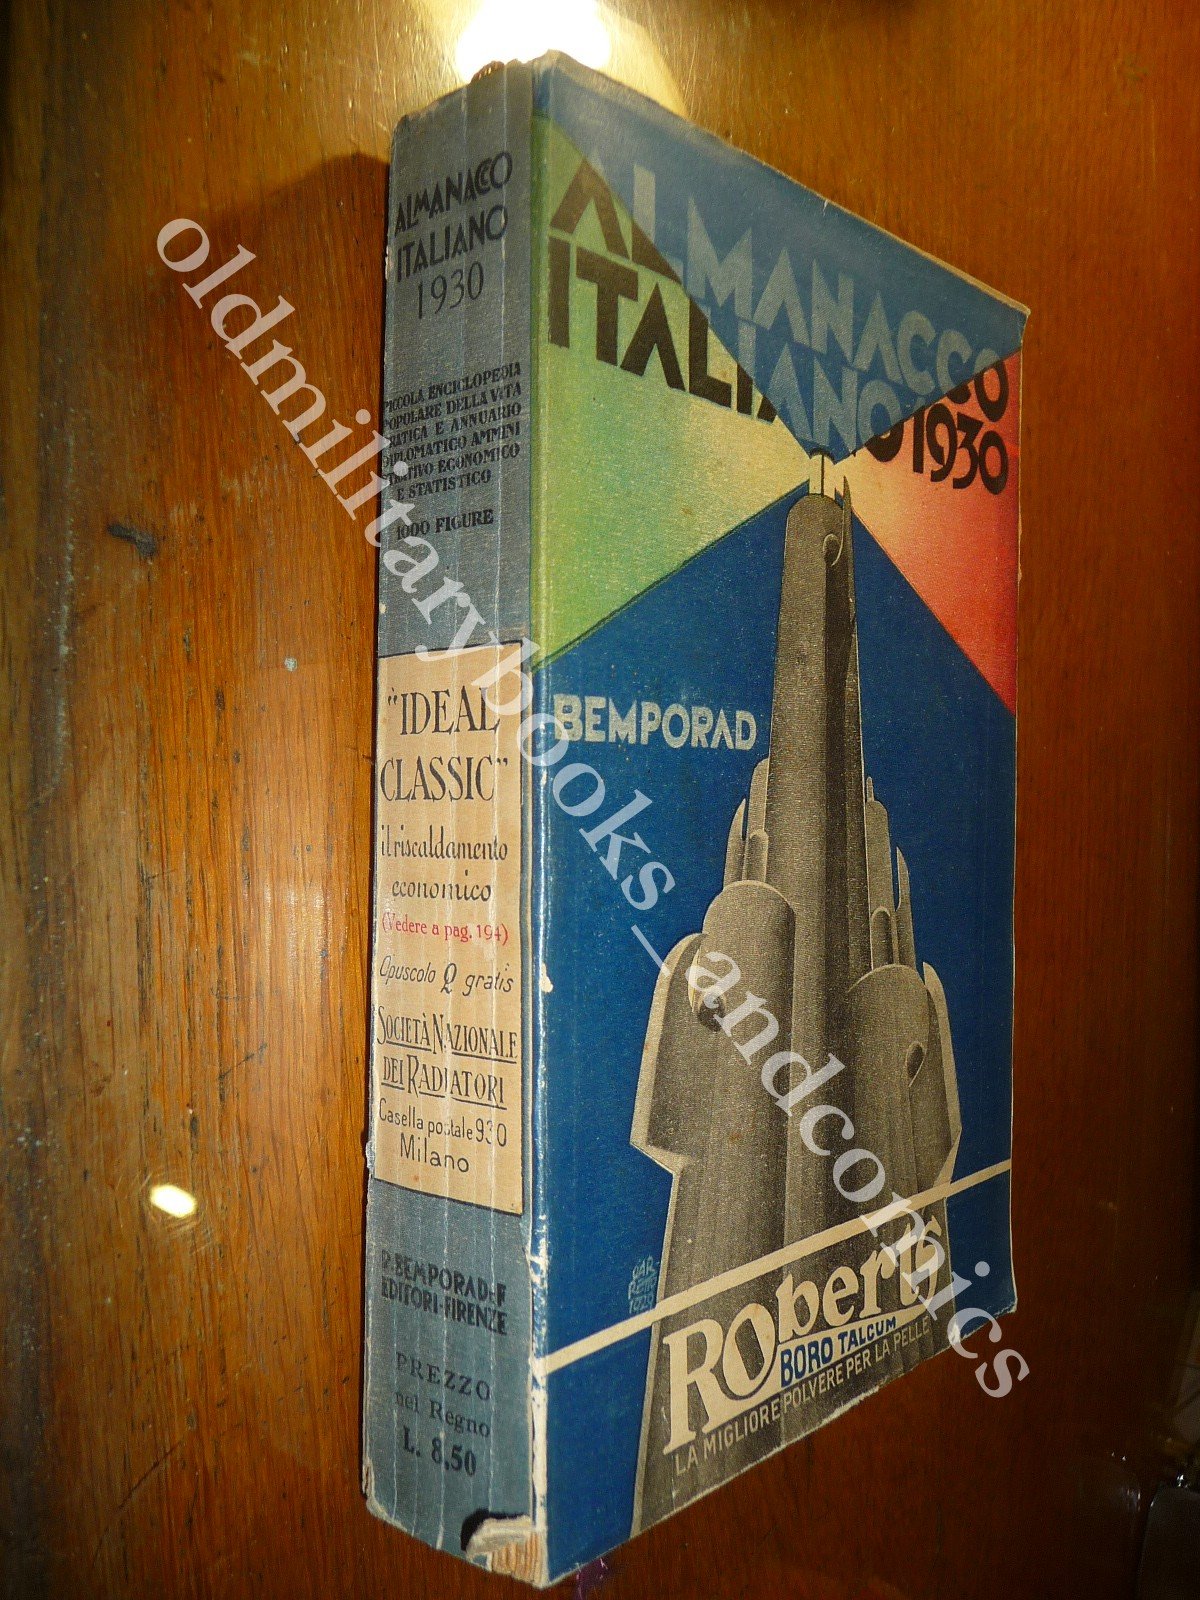 ALMANACCO
ITALIANO
1930
PICCOLA ENCICLOPEDIA
POPOLARE DELLA VITA
PRATICA E ANNUARIO
DIPLOMATICO AMMINI
STRATIVO ECONOMICO
E STATISTICO
1000 FIGURE
"IDEAL
CLASSIC"
il riscaldamento
economico
(Vedere a pag. 194)
Opuscolo Q gratis
SOCIETÀ NAZIONALE
DEI RADIATORI
Casella postale 930
Milano
R. BEMPORAD & F
EDITORI-FIRENZE
PREZZO
nel Regno
L. 8,50
ALMANACCO
ITALIANO 1930
BEMPORAD
RObertS
BORO TALCUM
LA MIGLIORE POLVERE PER LA PELLE
oldmilitarybooks_andcomics